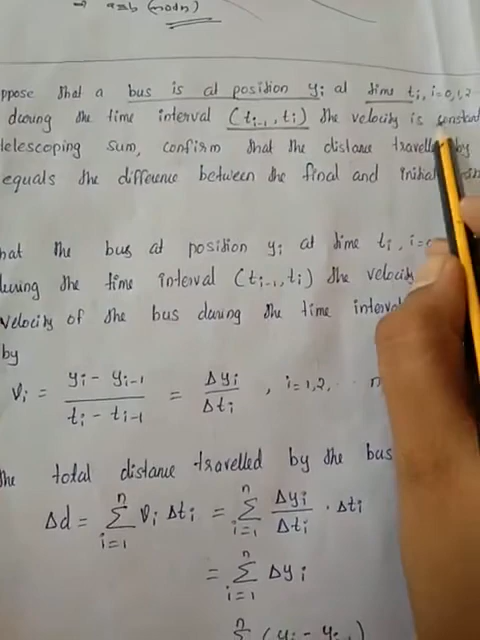 → a≡b (modn)
ppose that a bus is at position yi at time ti, i=0,1,2
during the time interval (ti-1, ti) the velocity is constant
telescoping sum, confirm that the distance travelled by
equals the difference between the final and initial
hat the bus at position yi at time ti, i=
during the time interval (ti-1, ti) the velocity
velocity of the bus during the time interval
by
vi = yi - yi-1 / ti - ti-1 = Δyi / Δti , i=1,2, ... n
the total distance travelled by the bus
Δd = n∑i=1 vi Δti = n∑i=1 Δyi / Δti · Δti
= n∑i=1 Δyi
n∑ (yi - yi-1)